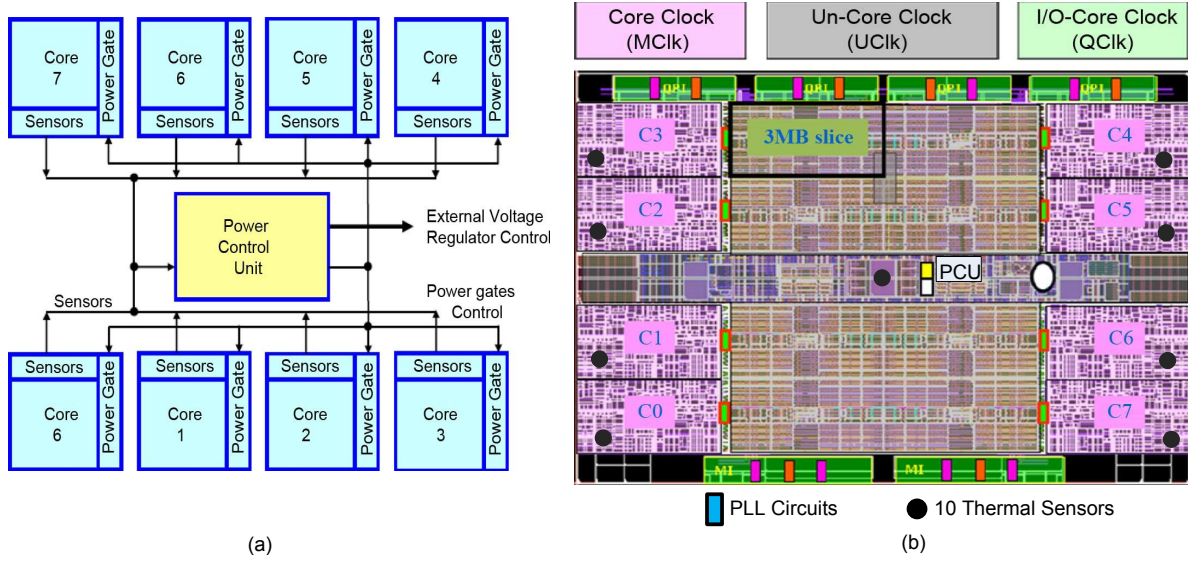 Core
7
Power Gate
Sensors
Core
6
Power Gate
Sensors
Core
5
Power Gate
Sensors
Core
4
Power Gate
Sensors
Power
Control
Unit
External Voltage
Regulator Control
Sensors
Power gates
Control
Sensors
Power Gate
Core
6
Sensors
Power Gate
Core
1
Sensors
Power Gate
Core
2
Sensors
Power Gate
Core
3
(a)
Core Clock
(MClk)
Un-Core Clock
(UClk)
I/O-Core Clock
(QClk)
QPI
QPI
QPI
QPI
C3
3MB slice
C4
C2
C5
PCU
C1
C6
C0
C7
MI
MI
PLL Circuits
10 Thermal Sensors
(b)